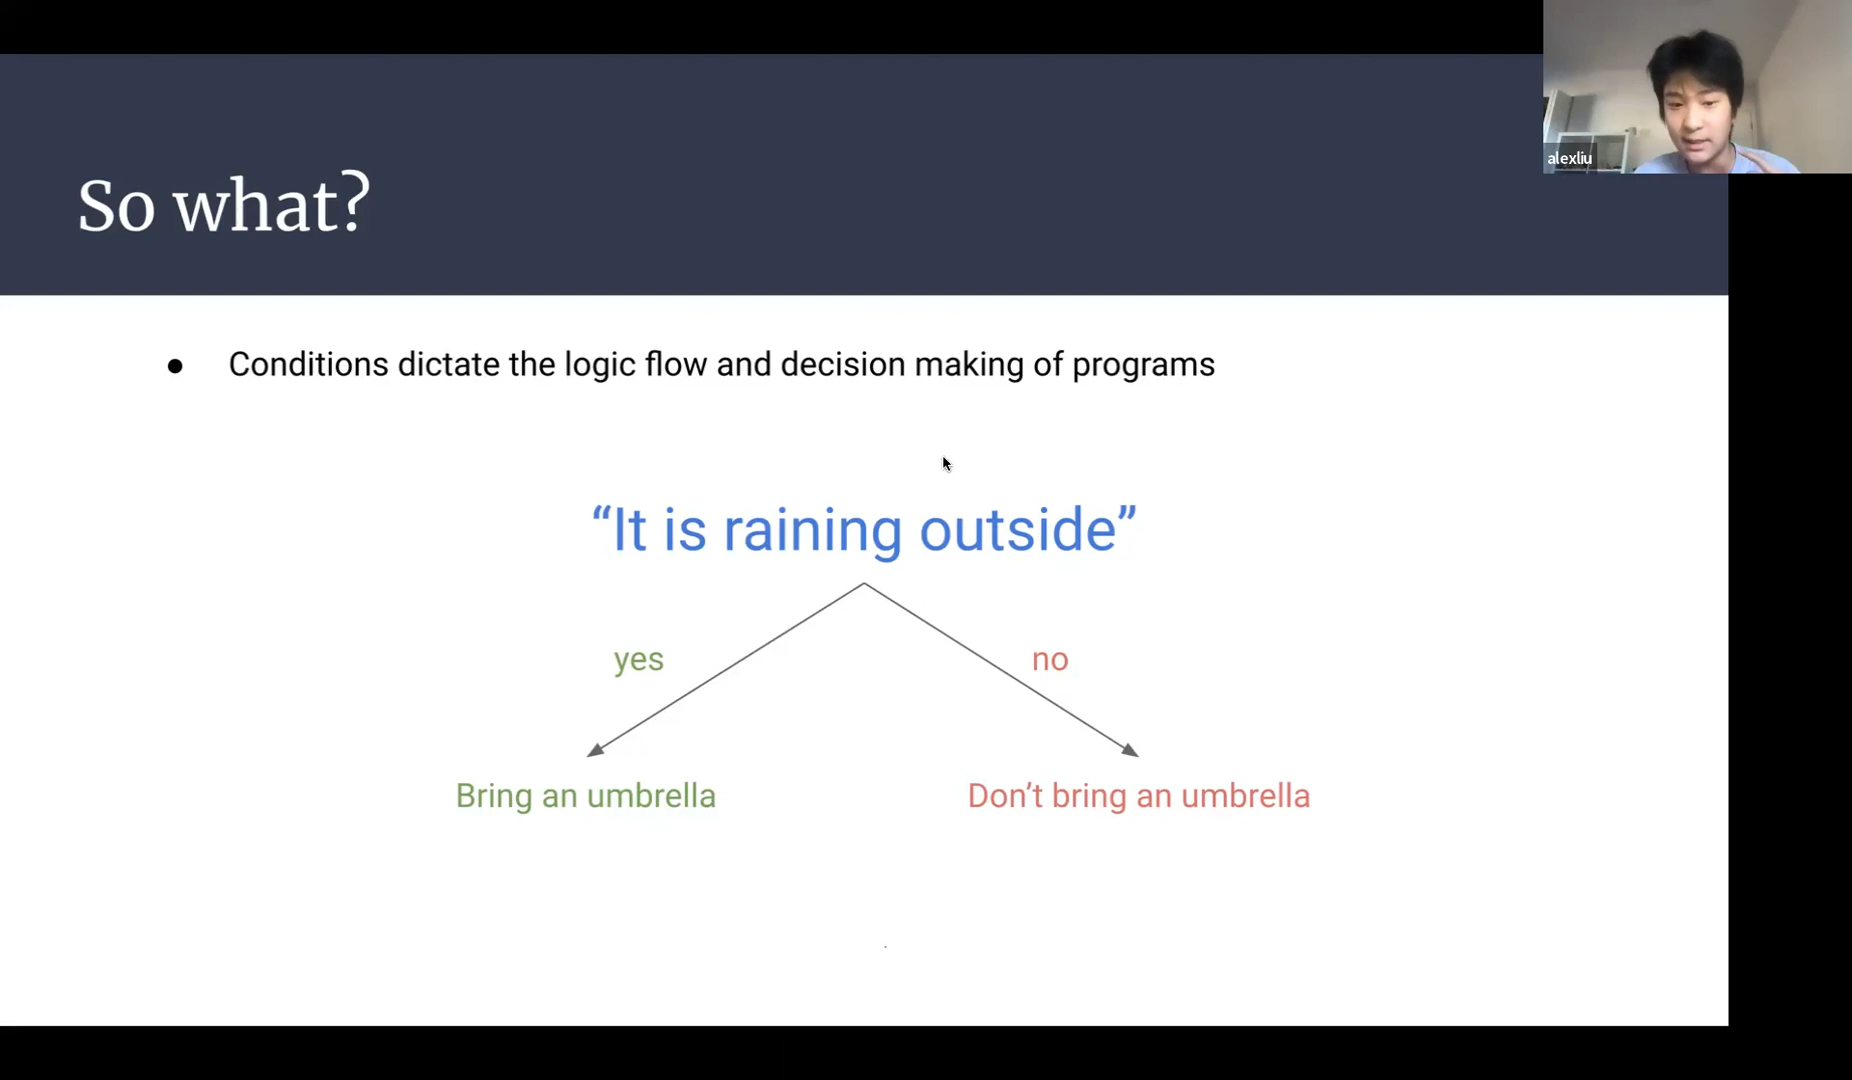 alexliu
So what?
● Conditions dictate the logic flow and decision making of programs
“It is raining outside”
yes
no
Bring an umbrella
Don’t bring an umbrella